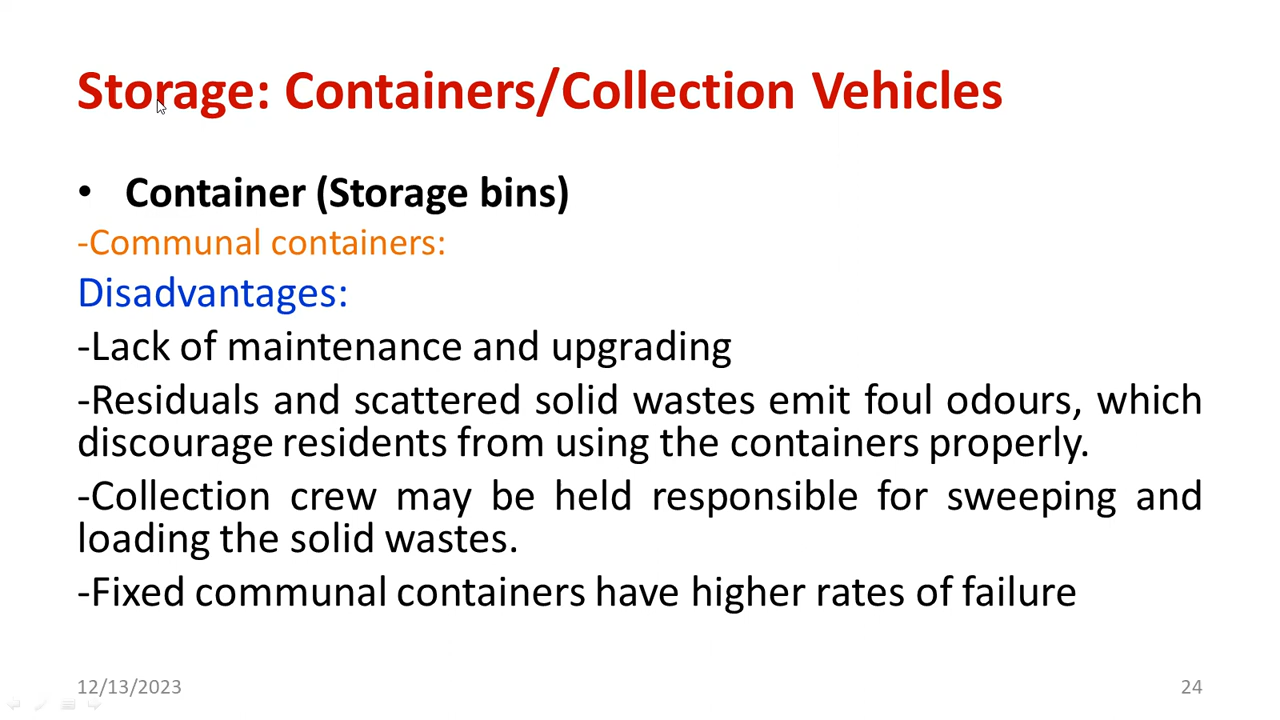 Storage: Containers/Collection Vehicles
• Container (Storage bins)
-Communal containers:
Disadvantages:
-Lack of maintenance and upgrading
-Residuals and scattered solid wastes emit foul odours, which
discourage residents from using the containers properly.
-Collection crew may be held responsible for sweeping and
loading the solid wastes.
-Fixed communal containers have higher rates of failure
12/13/2023
24